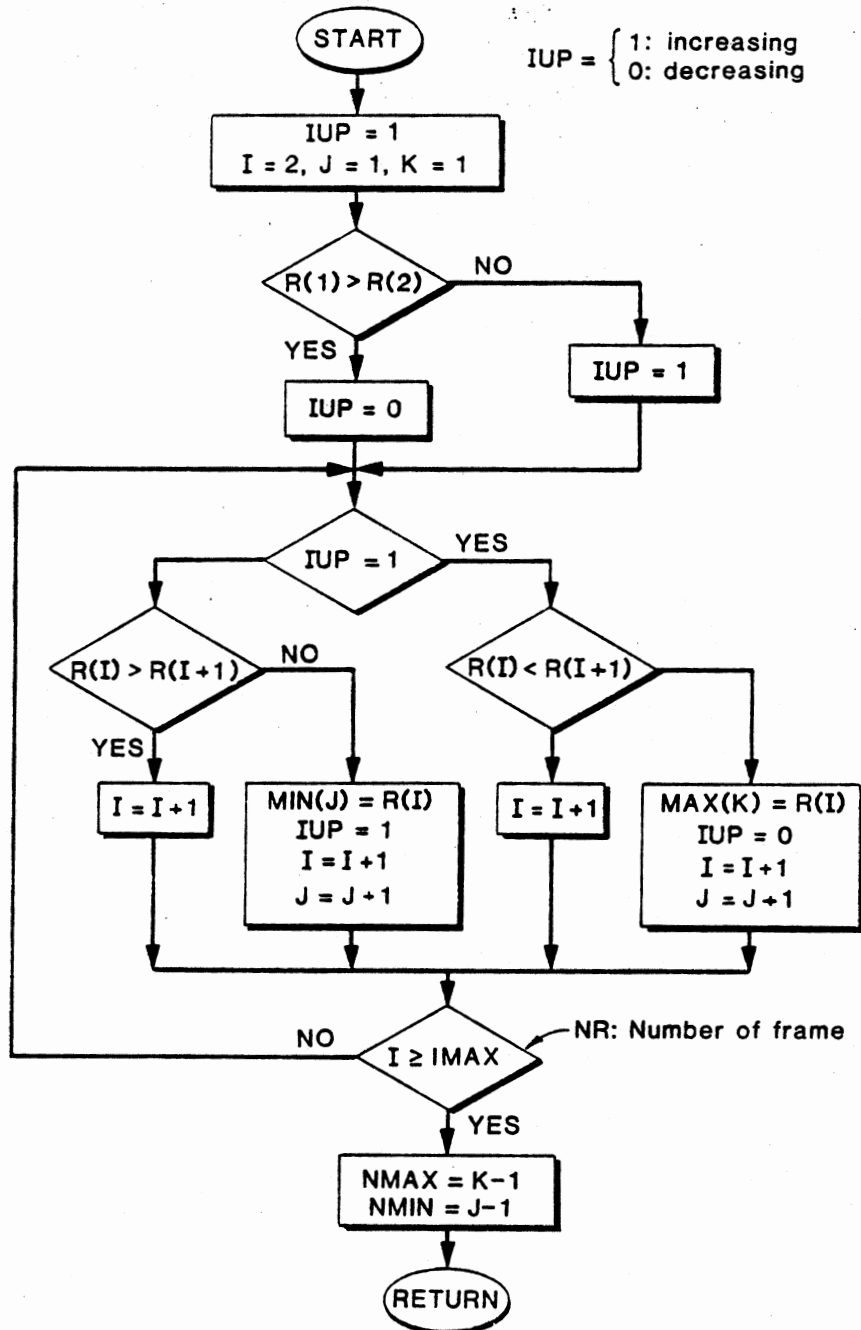 START
IUP = { 1: increasing
0: decreasing
IUP = 1
I = 2, J = 1, K = 1
R(1) > R(2)
NO
YES
IUP = 1
IUP = 0
IUP = 1
YES
R(I) > R(I+1)
NO
R(I) < R(I+1)
YES
I = I+1
MIN(J) = R(I)
IUP = 1
I = I+1
J = J+1
I = I+1
MAX(K) = R(I)
IUP = 0
I = I+1
J = J+1
NO
I ≥ IMAX
NR: Number of frame
YES
NMAX = K-1
NMIN = J-1
RETURN